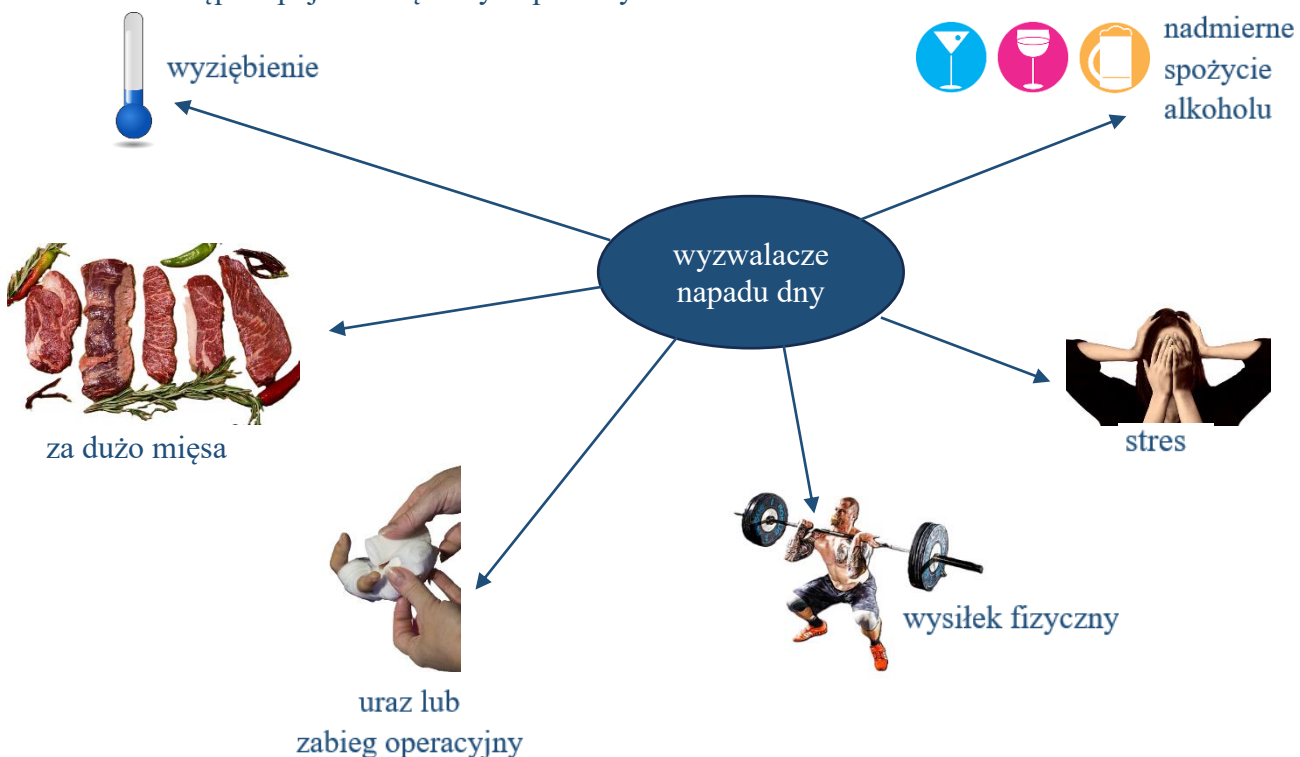 wyziębienie
nadmierne
spożycie
alkoholu
wyzwalacze
napadu dny
stres
za dużo mięsa
wysiłek fizyczny
uraz lub
zabieg operacyjny